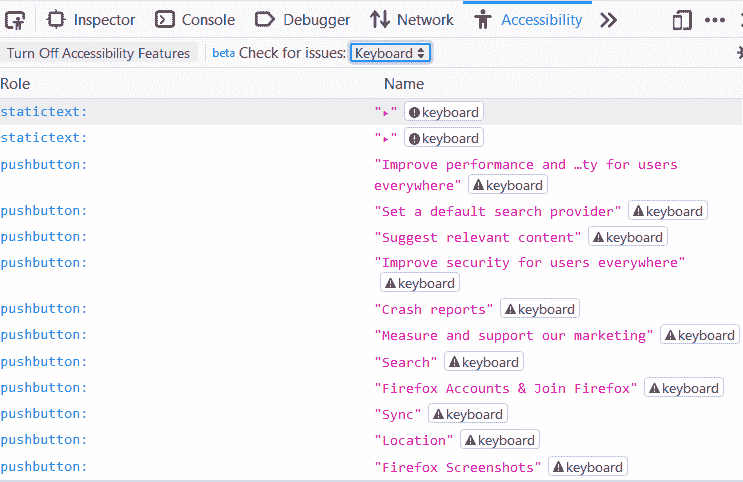 Inspector Console Debugger Network Accessibility
Turn Off Accessibility Features beta Check for issues: Keyboard
Role Name
statictext: "▸" keyboard
statictext: "▸" keyboard
pushbutton: "Improve performance and …ty for users
everywhere" keyboard
pushbutton: "Set a default search provider" keyboard
pushbutton: "Suggest relevant content" keyboard
pushbutton: "Improve security for users everywhere"
keyboard
pushbutton: "Crash reports" keyboard
pushbutton: "Measure and support our marketing" keyboard
pushbutton: "Search" keyboard
pushbutton: "Firefox Accounts & Join Firefox" keyboard
pushbutton: "Sync" keyboard
pushbutton: "Location" keyboard
pushbutton: "Firefox Screenshots" keyboard